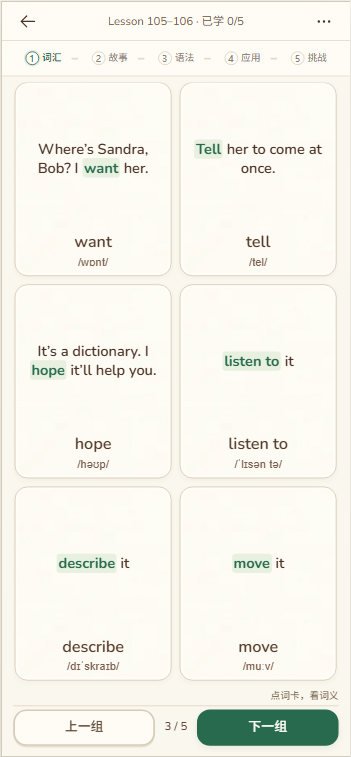 Lesson 105–106 · 已学 0/5
1 词汇 – 2 故事 – 3 语法 – 4 应用 – 5 挑战
Where's Sandra,
Bob? I want her.
want
/wɒnt/
Tell her to come at
once.
tell
/tel/
It's a dictionary. I
hope it'll help you.
hope
/həʊp/
listen to it
listen to
/ˈlɪsən tə/
describe it
describe
/dɪˈskraɪb/
move it
move
/muːv/
点词卡，看词义
上一组
3 / 5
下一组